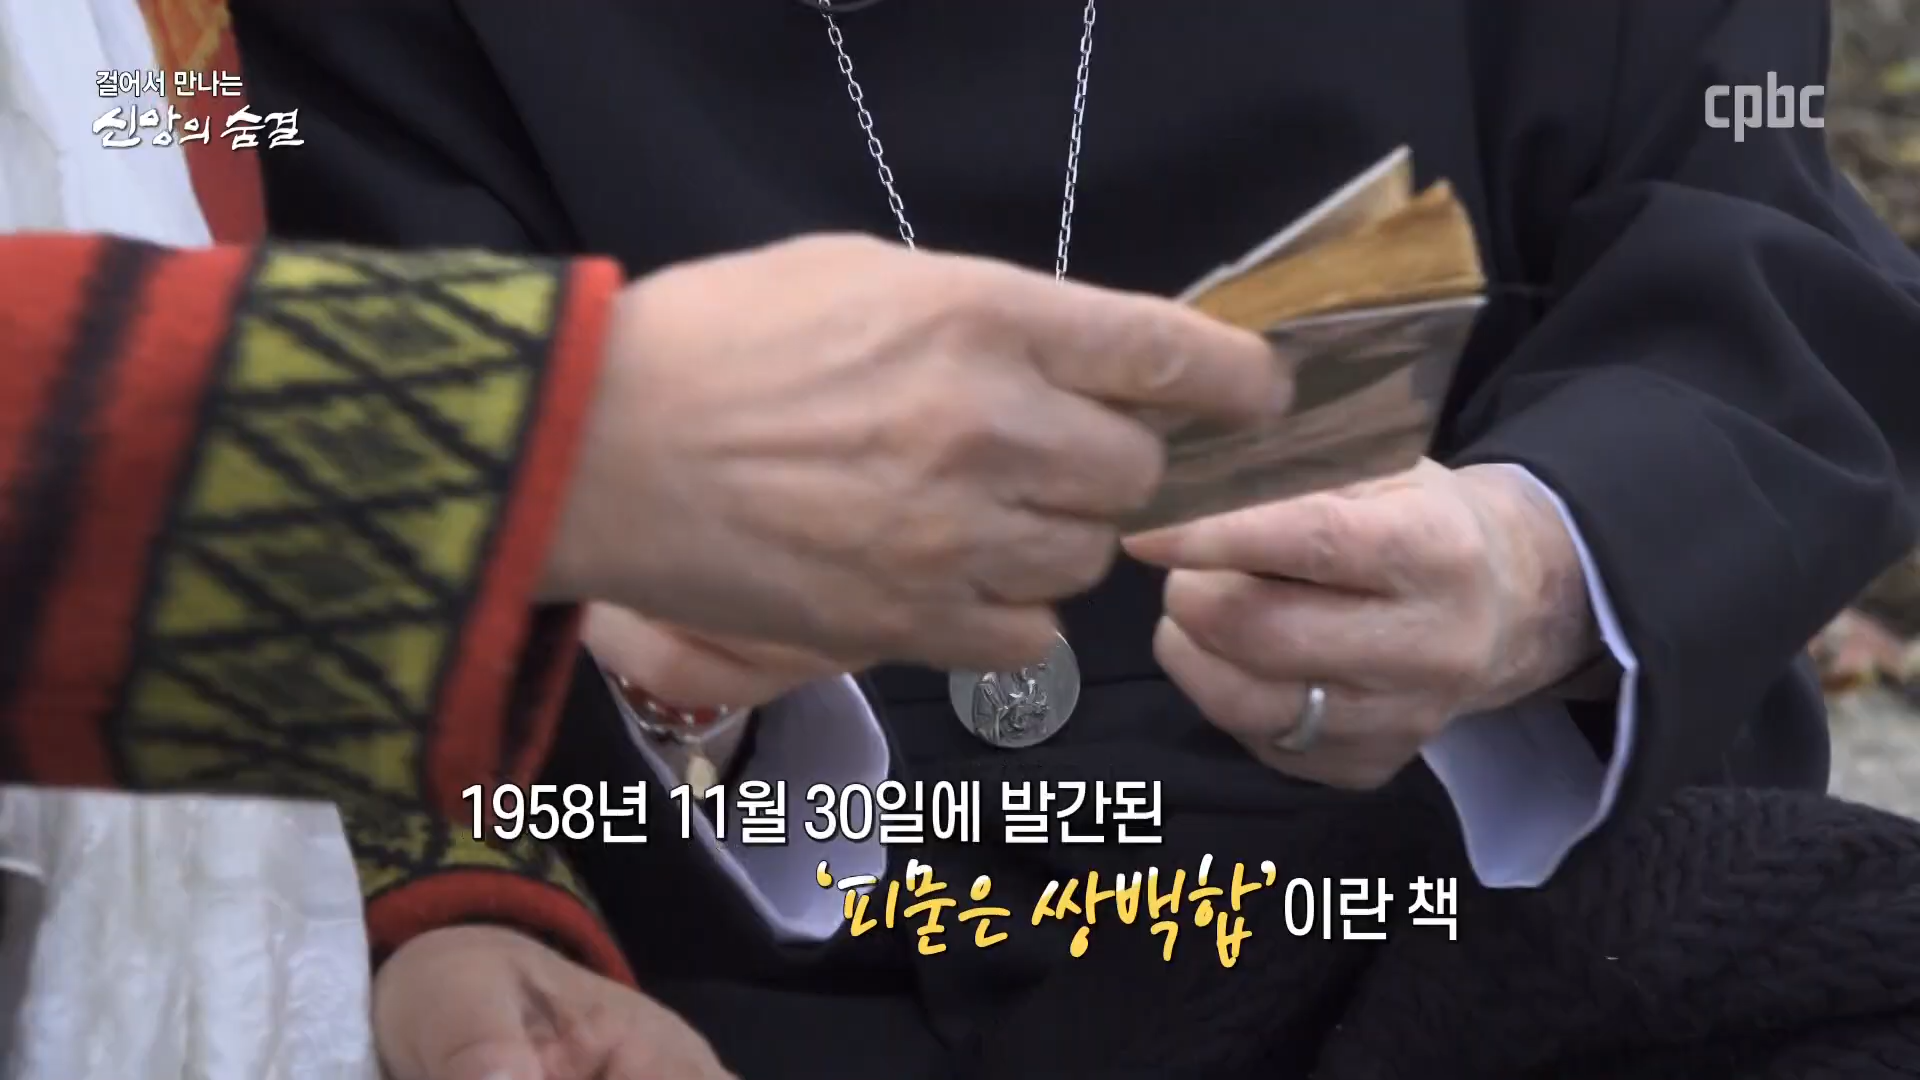 걸어서 만나는
신앙의 숨결
cpbc
1958년 11월 30일에 발간된
‘피묻은 쌍백합’이란 책